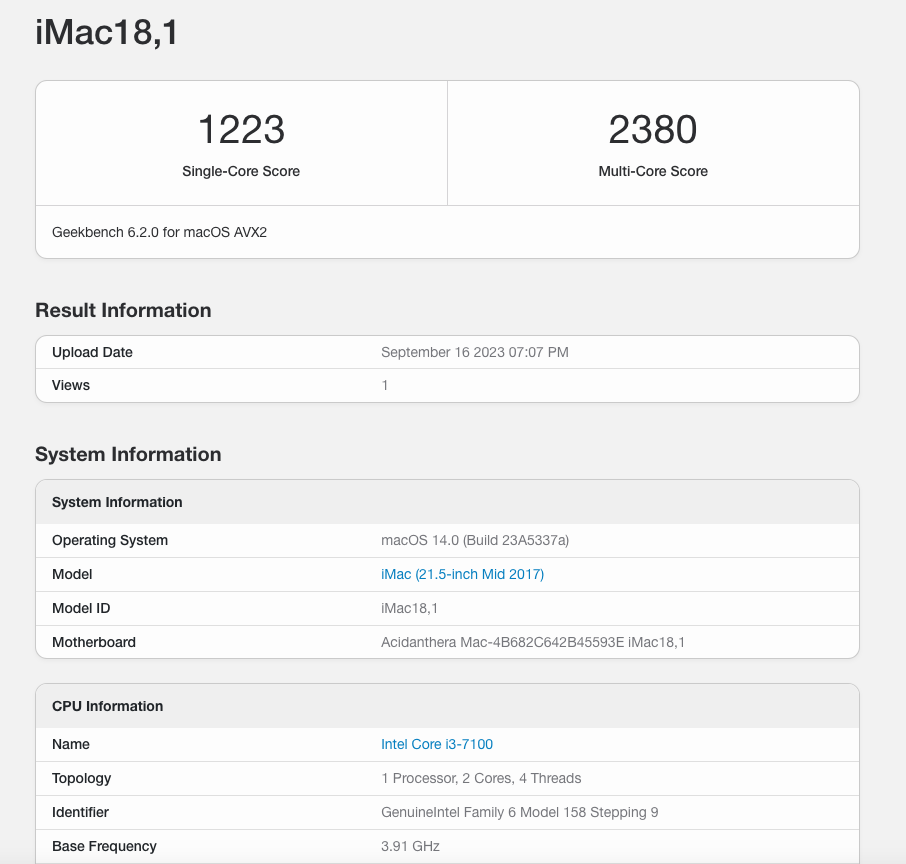 iMac18,1
1223
Single-Core Score
2380
Multi-Core Score
Geekbench 6.2.0 for macOS AVX2
Result Information
Upload Date September 16 2023 07:07 PM
Views 1
System Information
System Information
Operating System macOS 14.0 (Build 23A5337a)
Model iMac (21.5-inch Mid 2017)
Model ID iMac18,1
Motherboard Acidanthera Mac-4B682C642B45593E iMac18,1
CPU Information
Name Intel Core i3-7100
Topology 1 Processor, 2 Cores, 4 Threads
Identifier GenuineIntel Family 6 Model 158 Stepping 9
Base Frequency 3.91 GHz